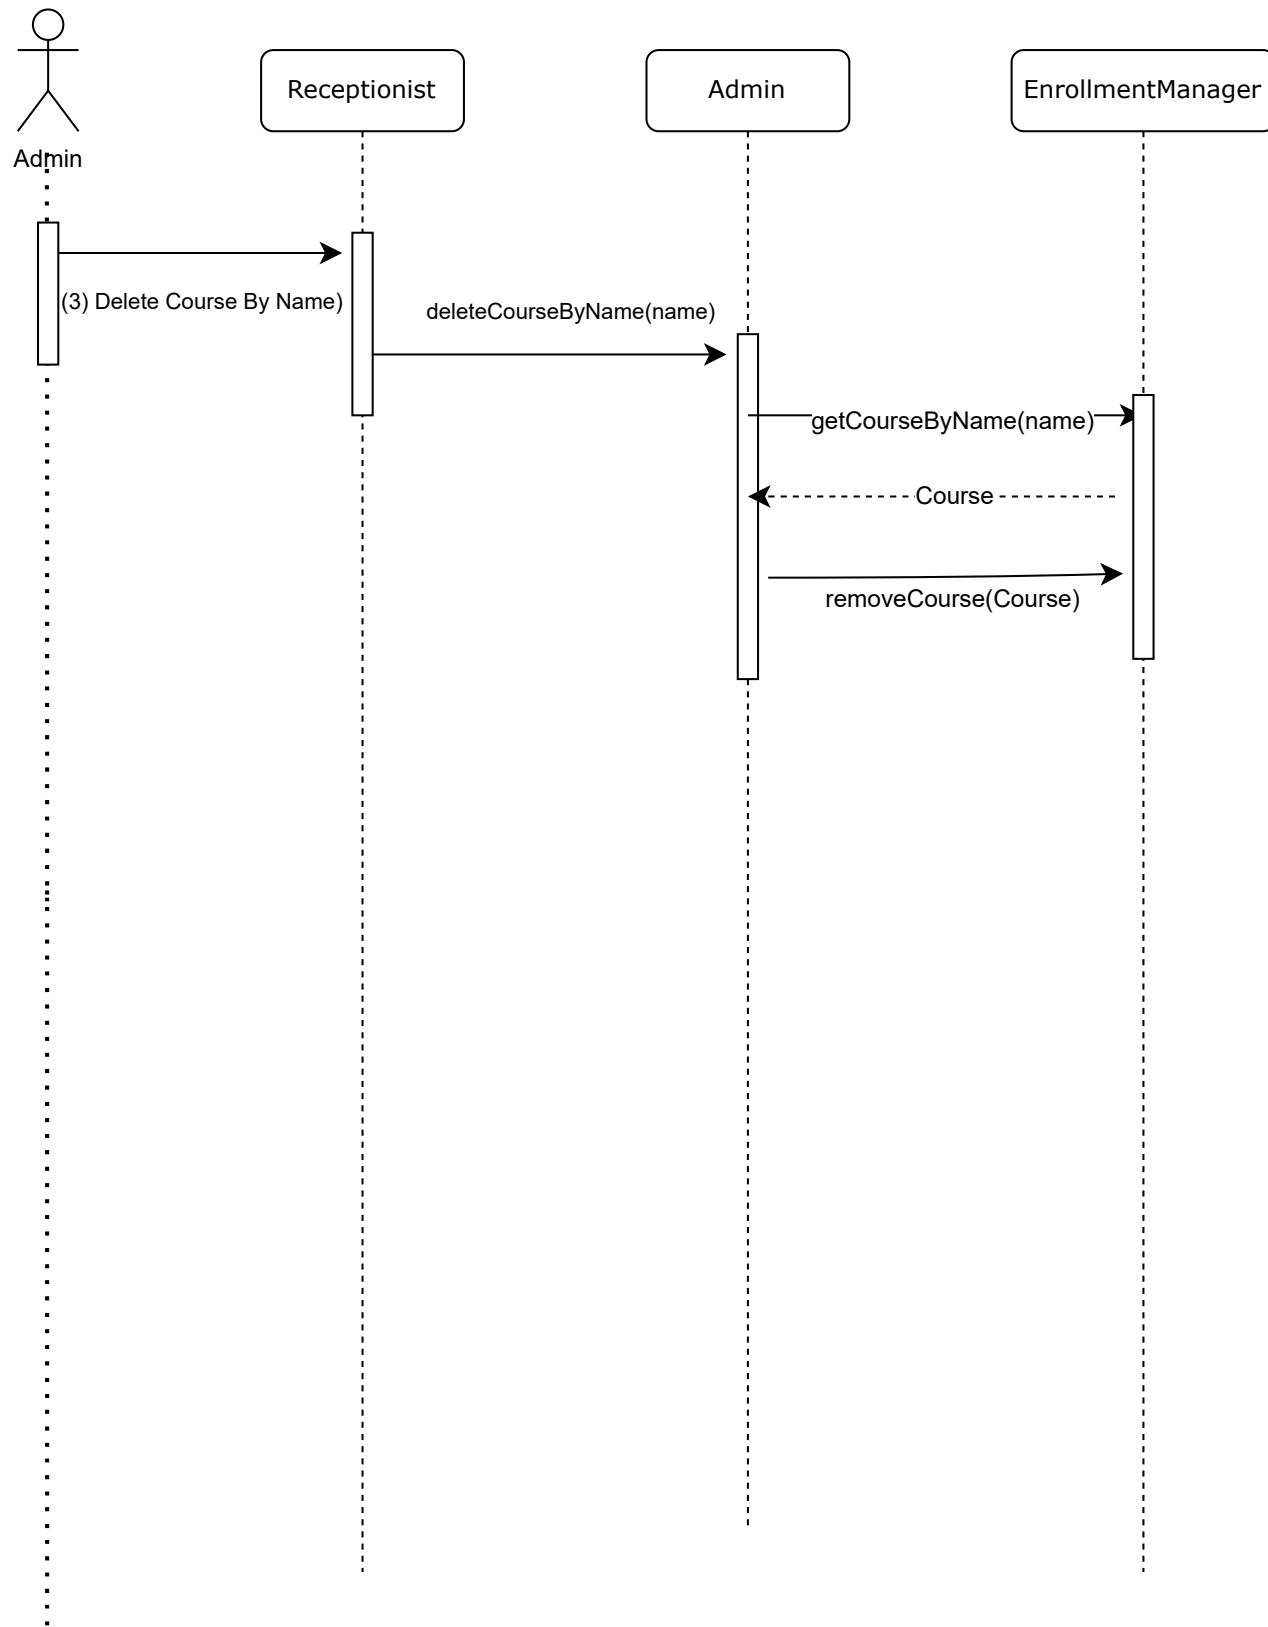 Receptionist
Admin
EnrollmentManager
Admin
(3) Delete Course By Name)
deleteCourseByName(name)
getCourseByName(name)
Course
removeCourse(Course)